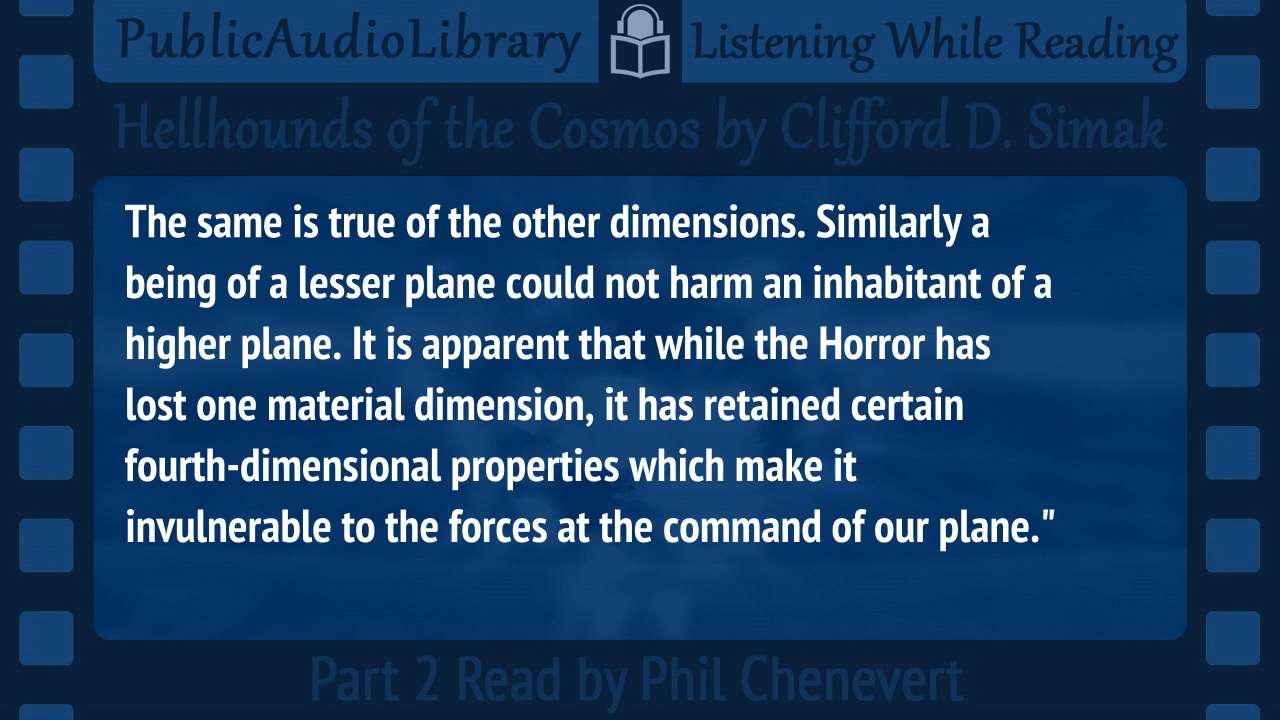 PublicAudioLibrary Listening While Reading
Hellhounds of the Cosmos by Clifford D. Simak
The same is true of the other dimensions. Similarly a
being of a lesser plane could not harm an inhabitant of a
higher plane. It is apparent that while the Horror has
lost one material dimension, it has retained certain
fourth-dimensional properties which make it
invulnerable to the forces at the command of our plane."
Part 2 Read by Phil Chenevert